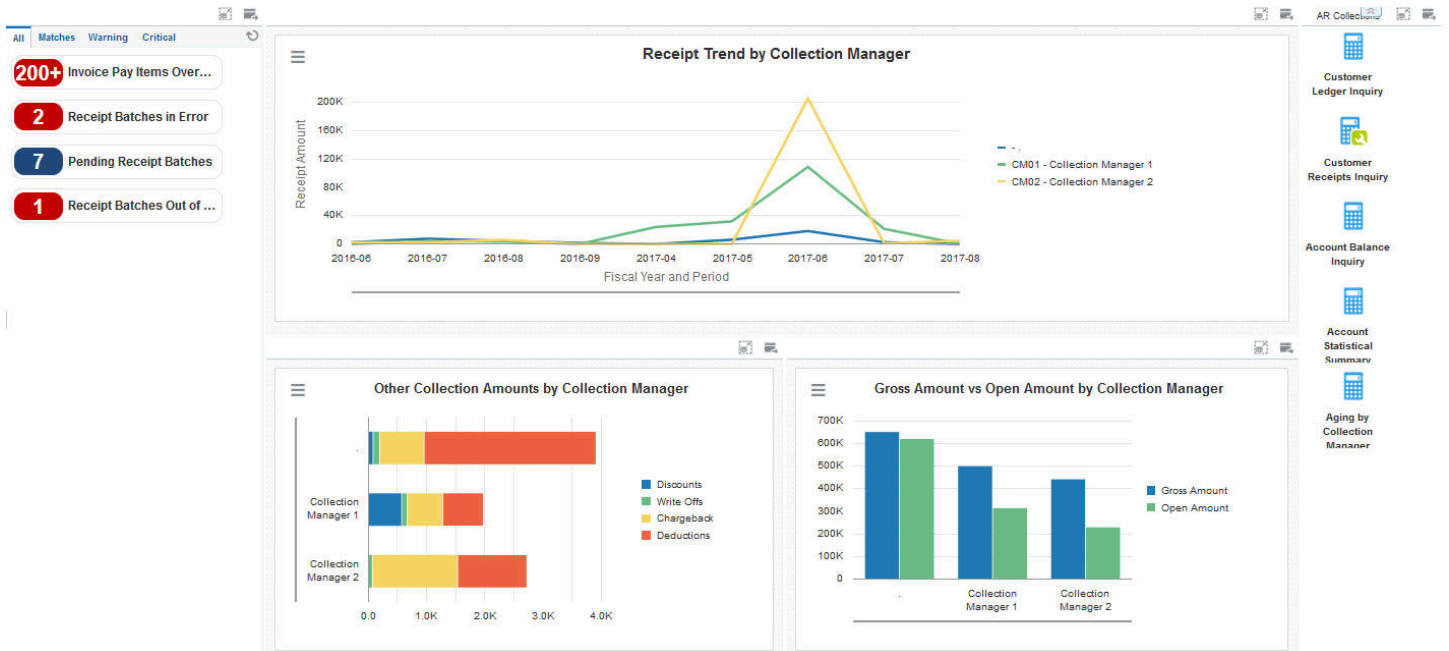 All Matches Warning Critical
200+ Invoice Pay Items Over...
2 Receipt Batches in Error
7 Pending Receipt Batches
1 Receipt Batches Out of ...
Receipt Trend by Collection Manager
Receipt Amount
200K
160K
120K
80K
40K
0
2016-06 2016-07 2016-08 2016-09 2017-04 2017-05 2017-06 2017-07 2017-08
Fiscal Year and Period
- .
CM01 - Collection Manager 1
CM02 - Collection Manager 2
Other Collection Amounts by Collection Manager
.
Collection
Manager 1
Collection
Manager 2
0.0 1.0K 2.0K 3.0K 4.0K
Discounts
Write Offs
Chargeback
Deductions
Gross Amount vs Open Amount by Collection Manager
700K
600K
500K
400K
300K
200K
100K
0
.
Collection
Manager 1
Collection
Manager 2
Gross Amount
Open Amount
AR Collections
Customer
Ledger Inquiry
Customer
Receipts Inquiry
Account Balance
Inquiry
Account
Statistical
Summary
Aging by
Collection
Manager